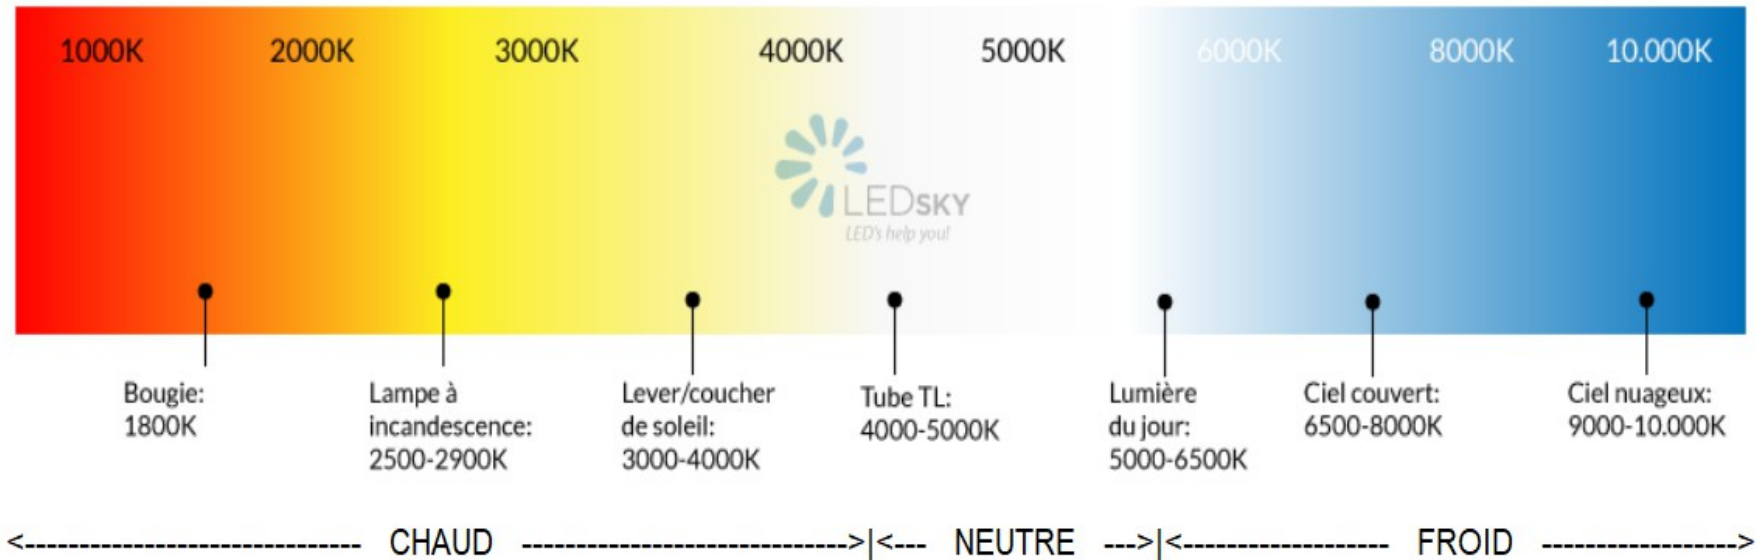 1000K 2000K 3000K 4000K 5000K 6000K 8000K 10.000K
LEDSKY
LED's help you!
Bougie:
1800K
Lampe à
incandescence:
2500-2900K
Lever/coucher
de soleil:
3000-4000K
Tube TL:
4000-5000K
Lumière
du jour:
5000-6500K
Ciel couvert:
6500-8000K
Ciel nuageux:
9000-10.000K
<------------------------------- CHAUD ------------------------------>|<--- NEUTRE --->|<------------------- FROID ------------------>